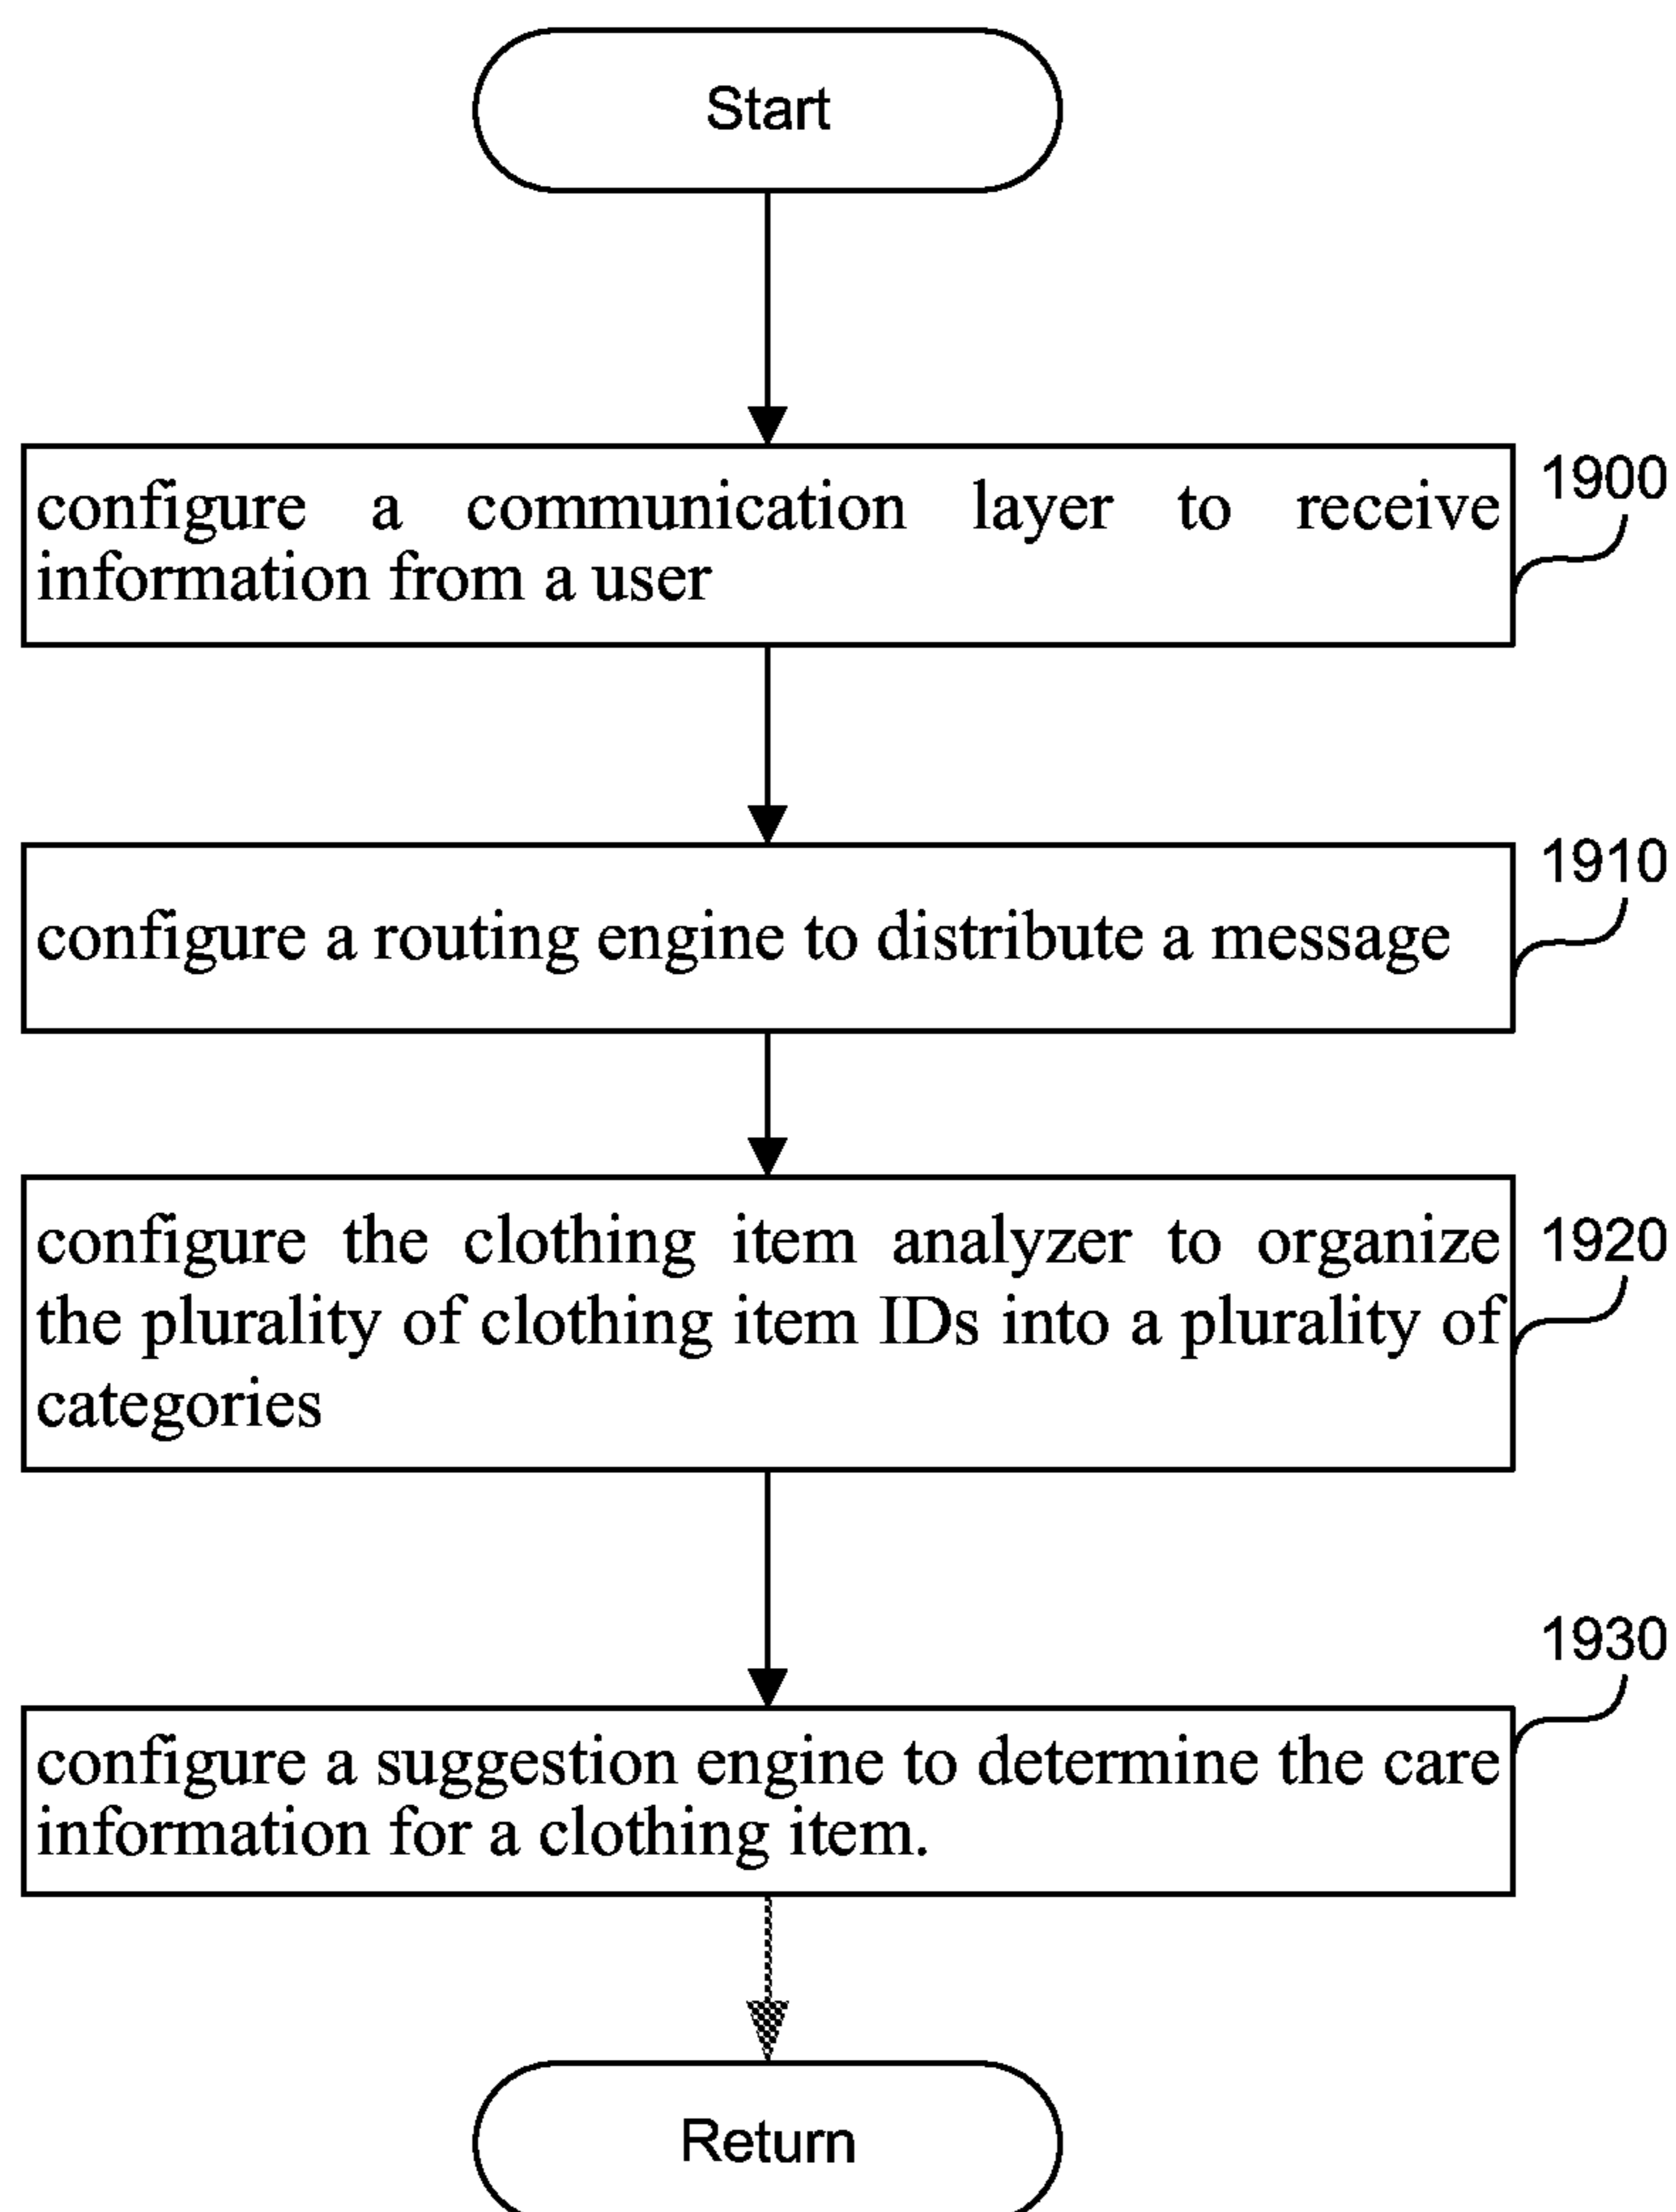 Start
configure a communication layer to receive
information from a user
1900
configure a routing engine to distribute a message
1910
configure the clothing item analyzer to organize
the plurality of clothing item IDs into a plurality of
categories
1920
configure a suggestion engine to determine the care
information for a clothing item.
1930
Return